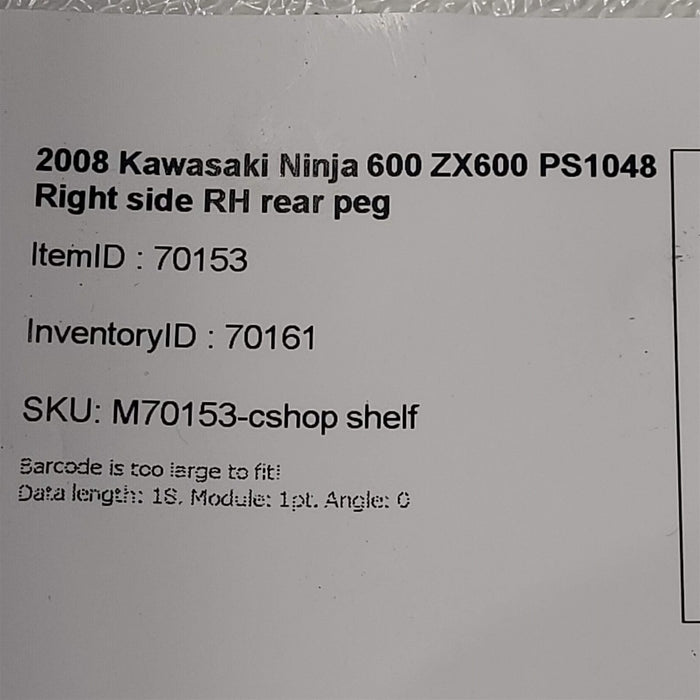 2008 Kawasaki Ninja 600 ZX600 PS1048
Right side RH rear peg
ItemID : 70153
InventoryID : 70161
SKU: M70153-cshop shelf
Barcode is too large to fit!
Data length: 18. Module: 1pt. Angle: 0